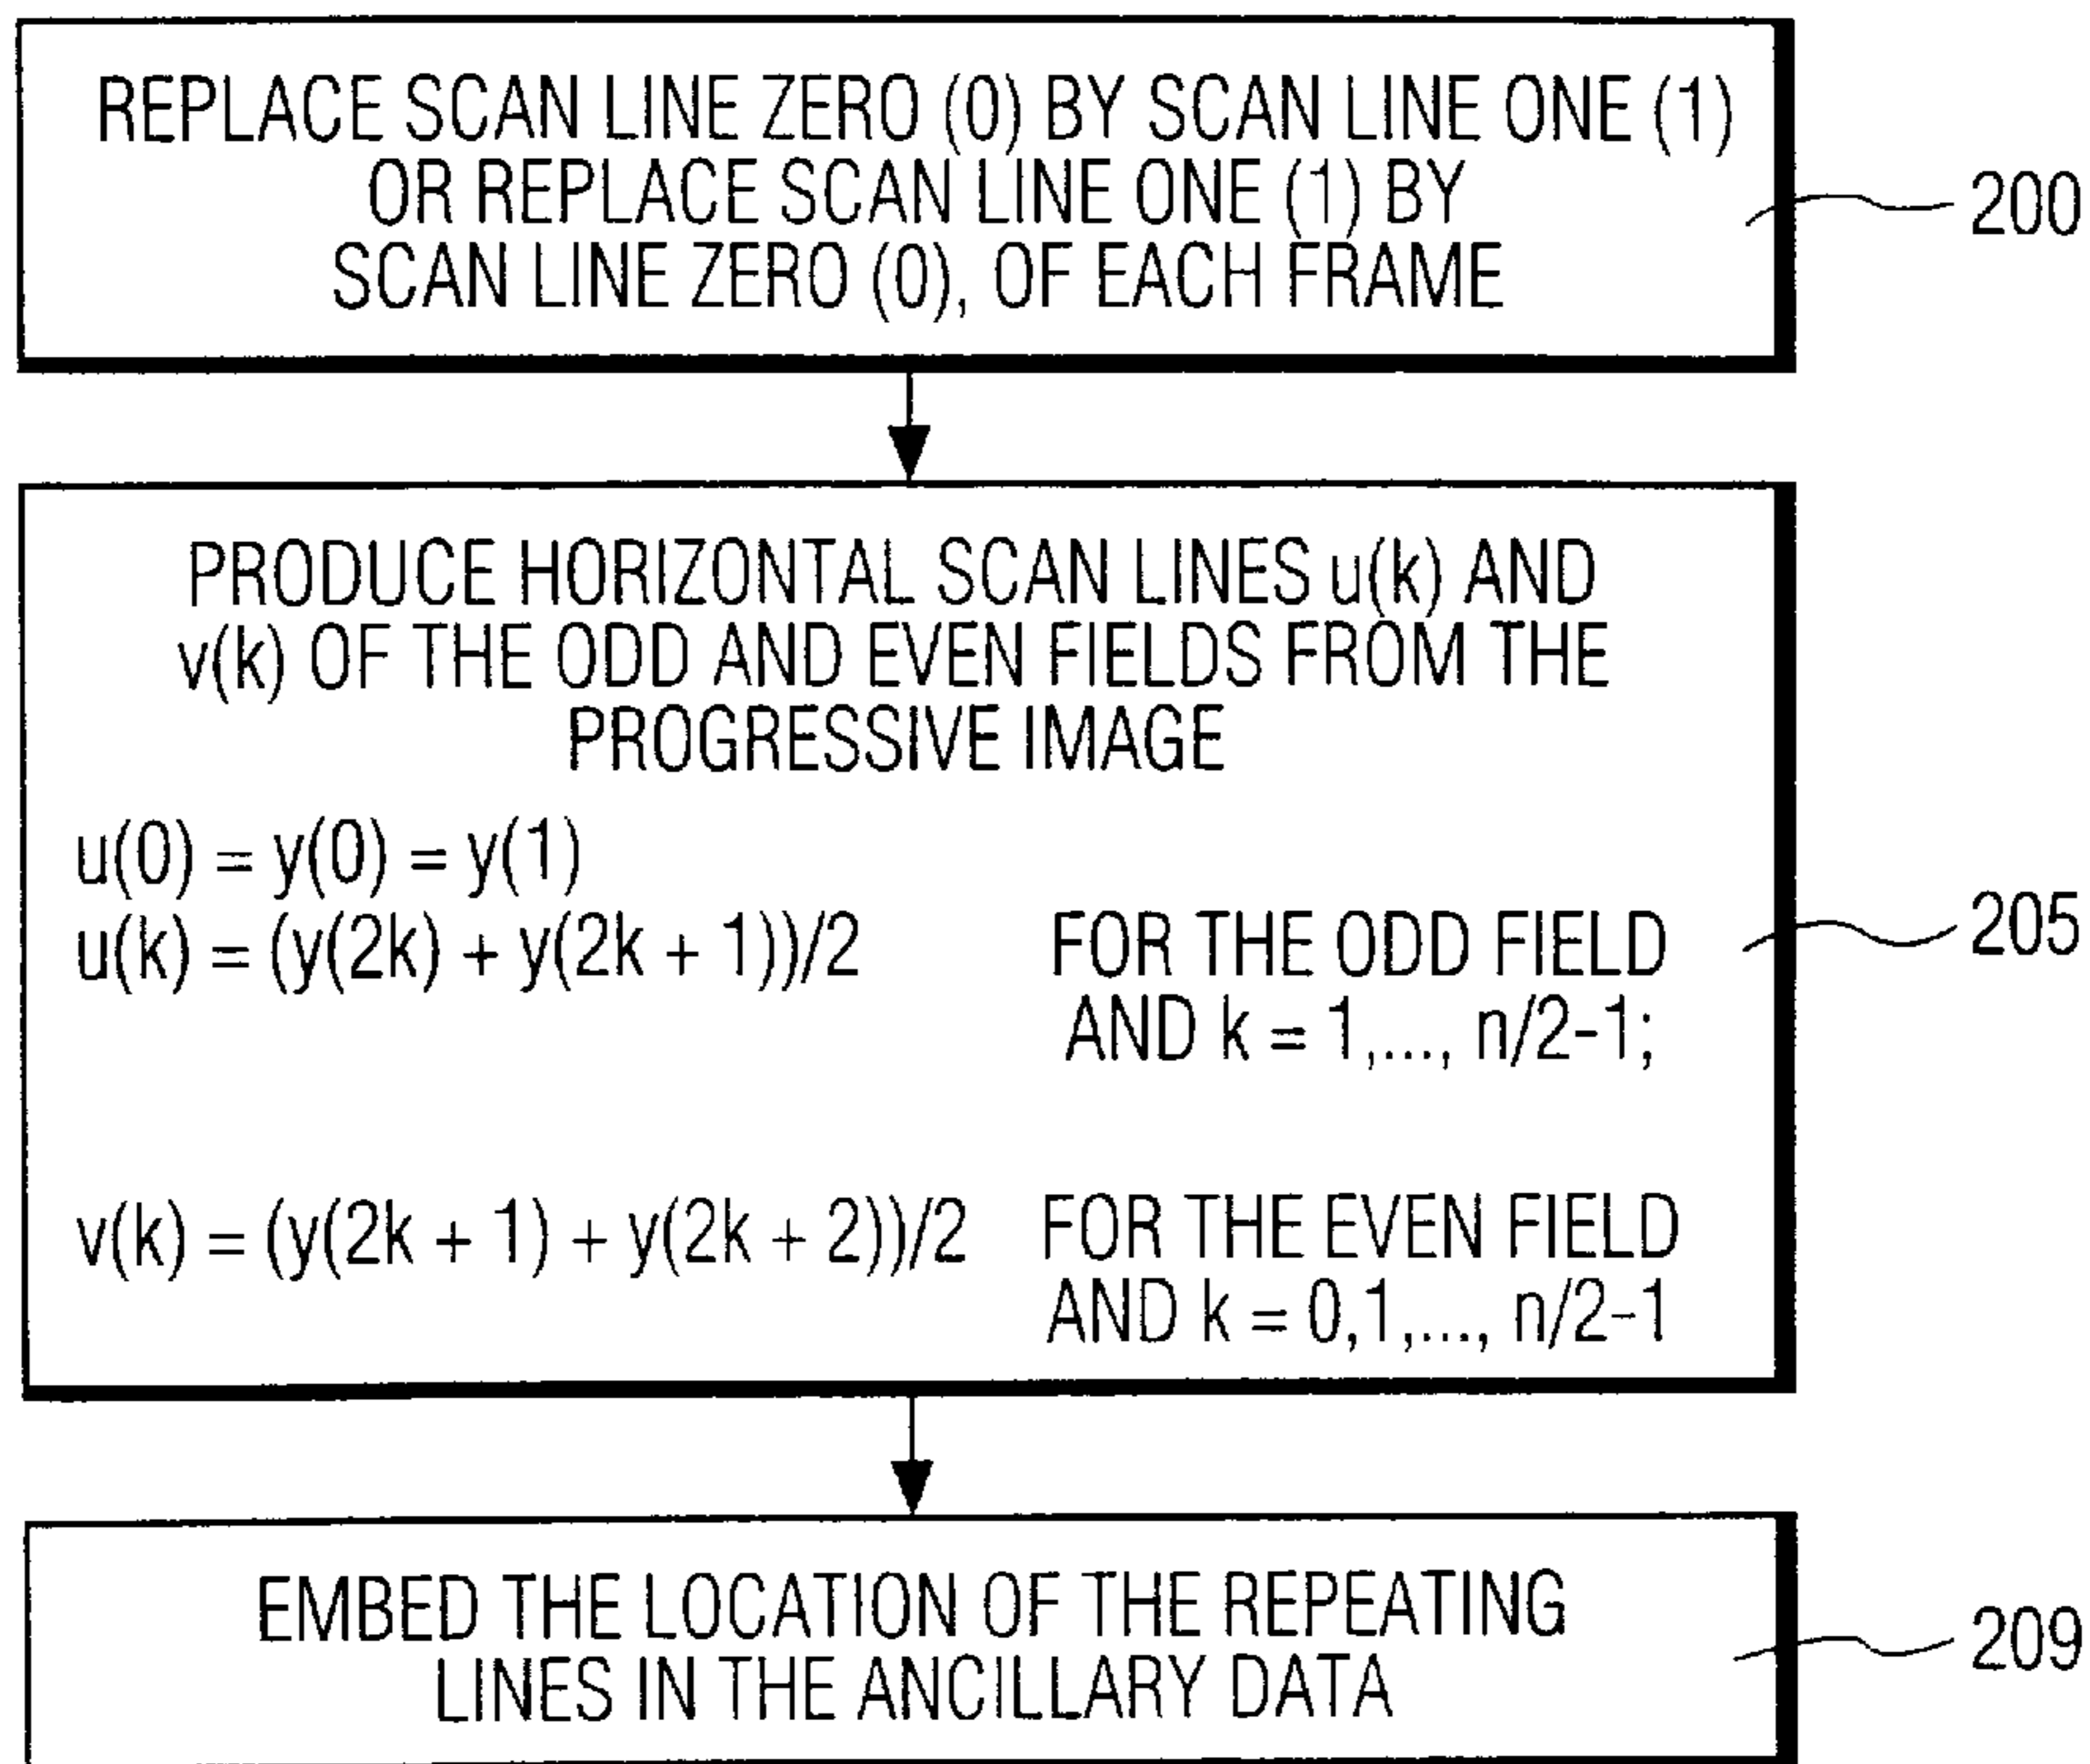 REPLACE SCAN LINE ZERO (0) BY SCAN LINE ONE (1)
OR REPLACE SCAN LINE ONE (1) BY
SCAN LINE ZERO (0), OF EACH FRAME
200
PRODUCE HORIZONTAL SCAN LINES u(k) AND
v(k) OF THE ODD AND EVEN FIELDS FROM THE
PROGRESSIVE IMAGE
u(0) = y(0) = y(1)
u(k) = (y(2k) + y(2k + 1))/2 FOR THE ODD FIELD
AND k = 1,..., n/2-1;
205
v(k) = (y(2k + 1) + y(2k + 2))/2 FOR THE EVEN FIELD
AND k = 0,1,..., n/2-1
EMBED THE LOCATION OF THE REPEATING
LINES IN THE ANCILLARY DATA
209